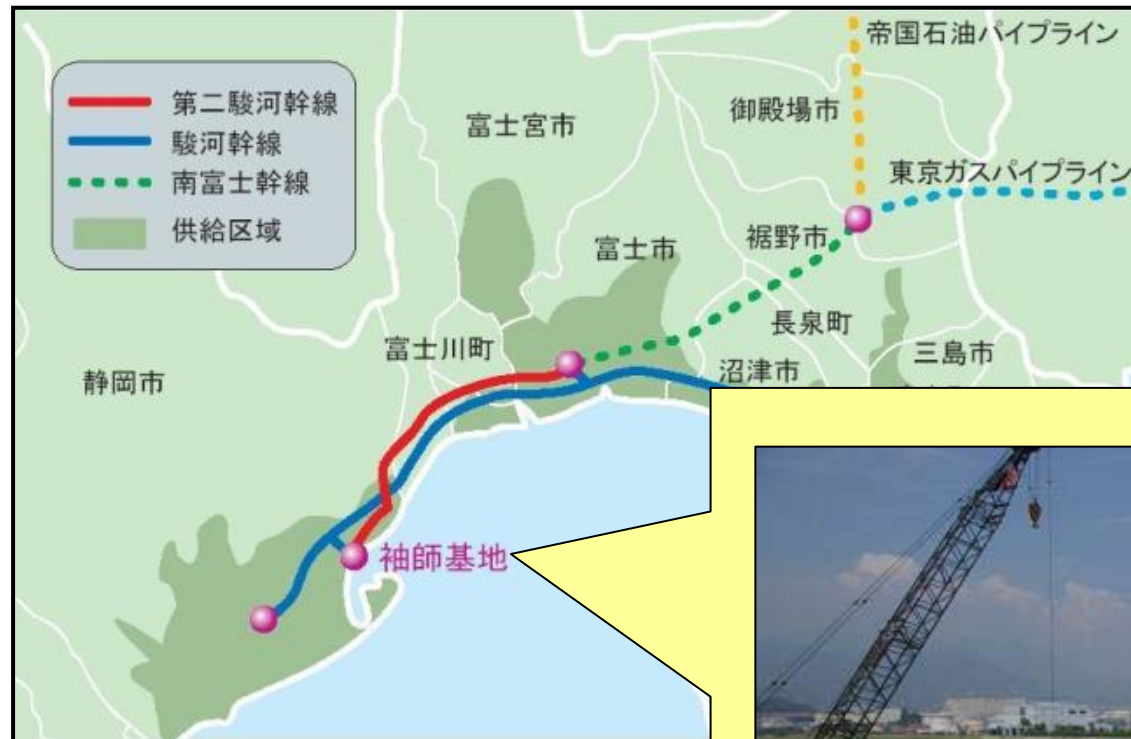 帝国石油パイプライン
第二駿河幹線
駿河幹線
南富士幹線
供給区域
富士宮市
御殿場市
東京ガスパイプライン
裾野市
富士市
長泉町
富士川町
三島市
静岡市
沼津市
袖師基地